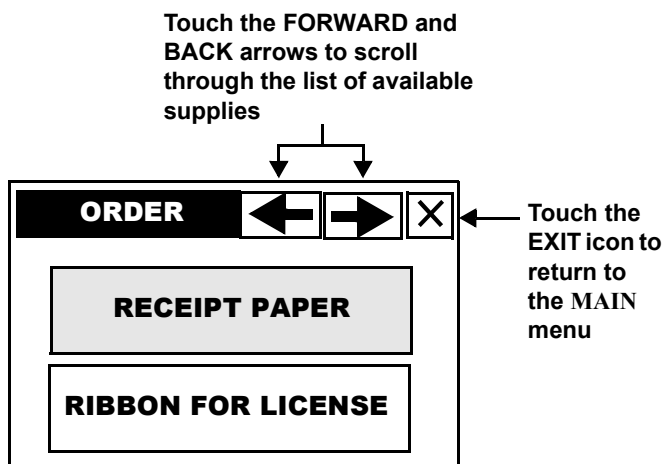 Touch the FORWARD and
BACK arrows to scroll
through the list of available
supplies
ORDER
Touch the
EXIT icon to
return to
the MAIN
menu
RECEIPT PAPER
RIBBON FOR LICENSE